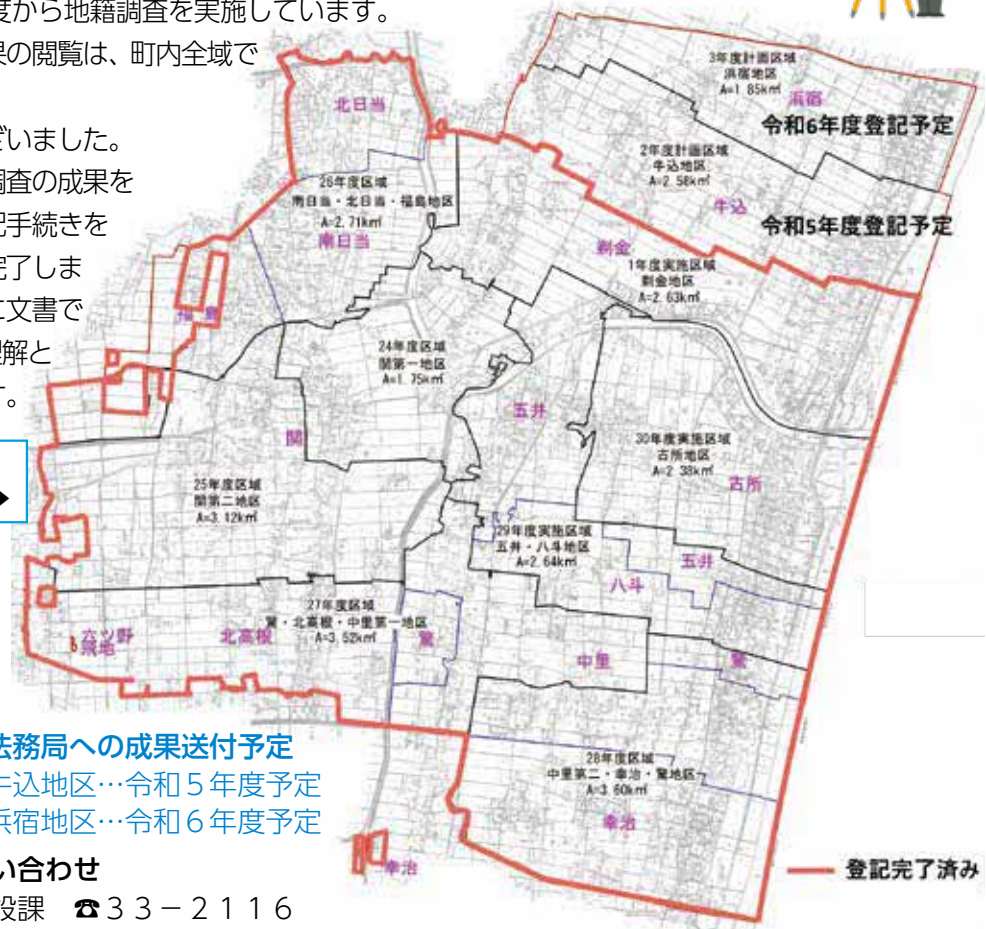 度から地籍調査を実施しています。
果の閲覧は、町内全域で
ざいました。
調査の成果を
記手続きを
完了しま
に文書で
理解と
す。
3年度計画区域
浜宿地区
A=1.85km²
浜宿
令和6年度登記予定
2年度計画区域
牛込地区
A=2.58km²
牛込
令和5年度登記予定
北日当
26年度区域
南日当・北日当・福島地区
A=2.71km²
南日当
剃金
1年度実施区域
剃金地区
A=2.63km²
福島
24年度区域
関第一地区
A=1.75km²
五井
関
30年度実施区域
古所地区
A=2.38km²
古所
25年度区域
関第二地区
A=3.12km²
29年度実施区域
五井・八斗地区
A=2.64km²
五井
八斗
27年度区域
驚・北高根・中里第一地区
A=3.52km²
六ツ野
飛地
北高根
驚
中里
驚
28年度区域
中里第二・幸治・驚地区
A=3.60km²
幸治
幸治
法務局への成果送付予定
牛込地区…令和5年度予定
浜宿地区…令和6年度予定
い合わせ
設課 ☎33-2116
登記完了済み